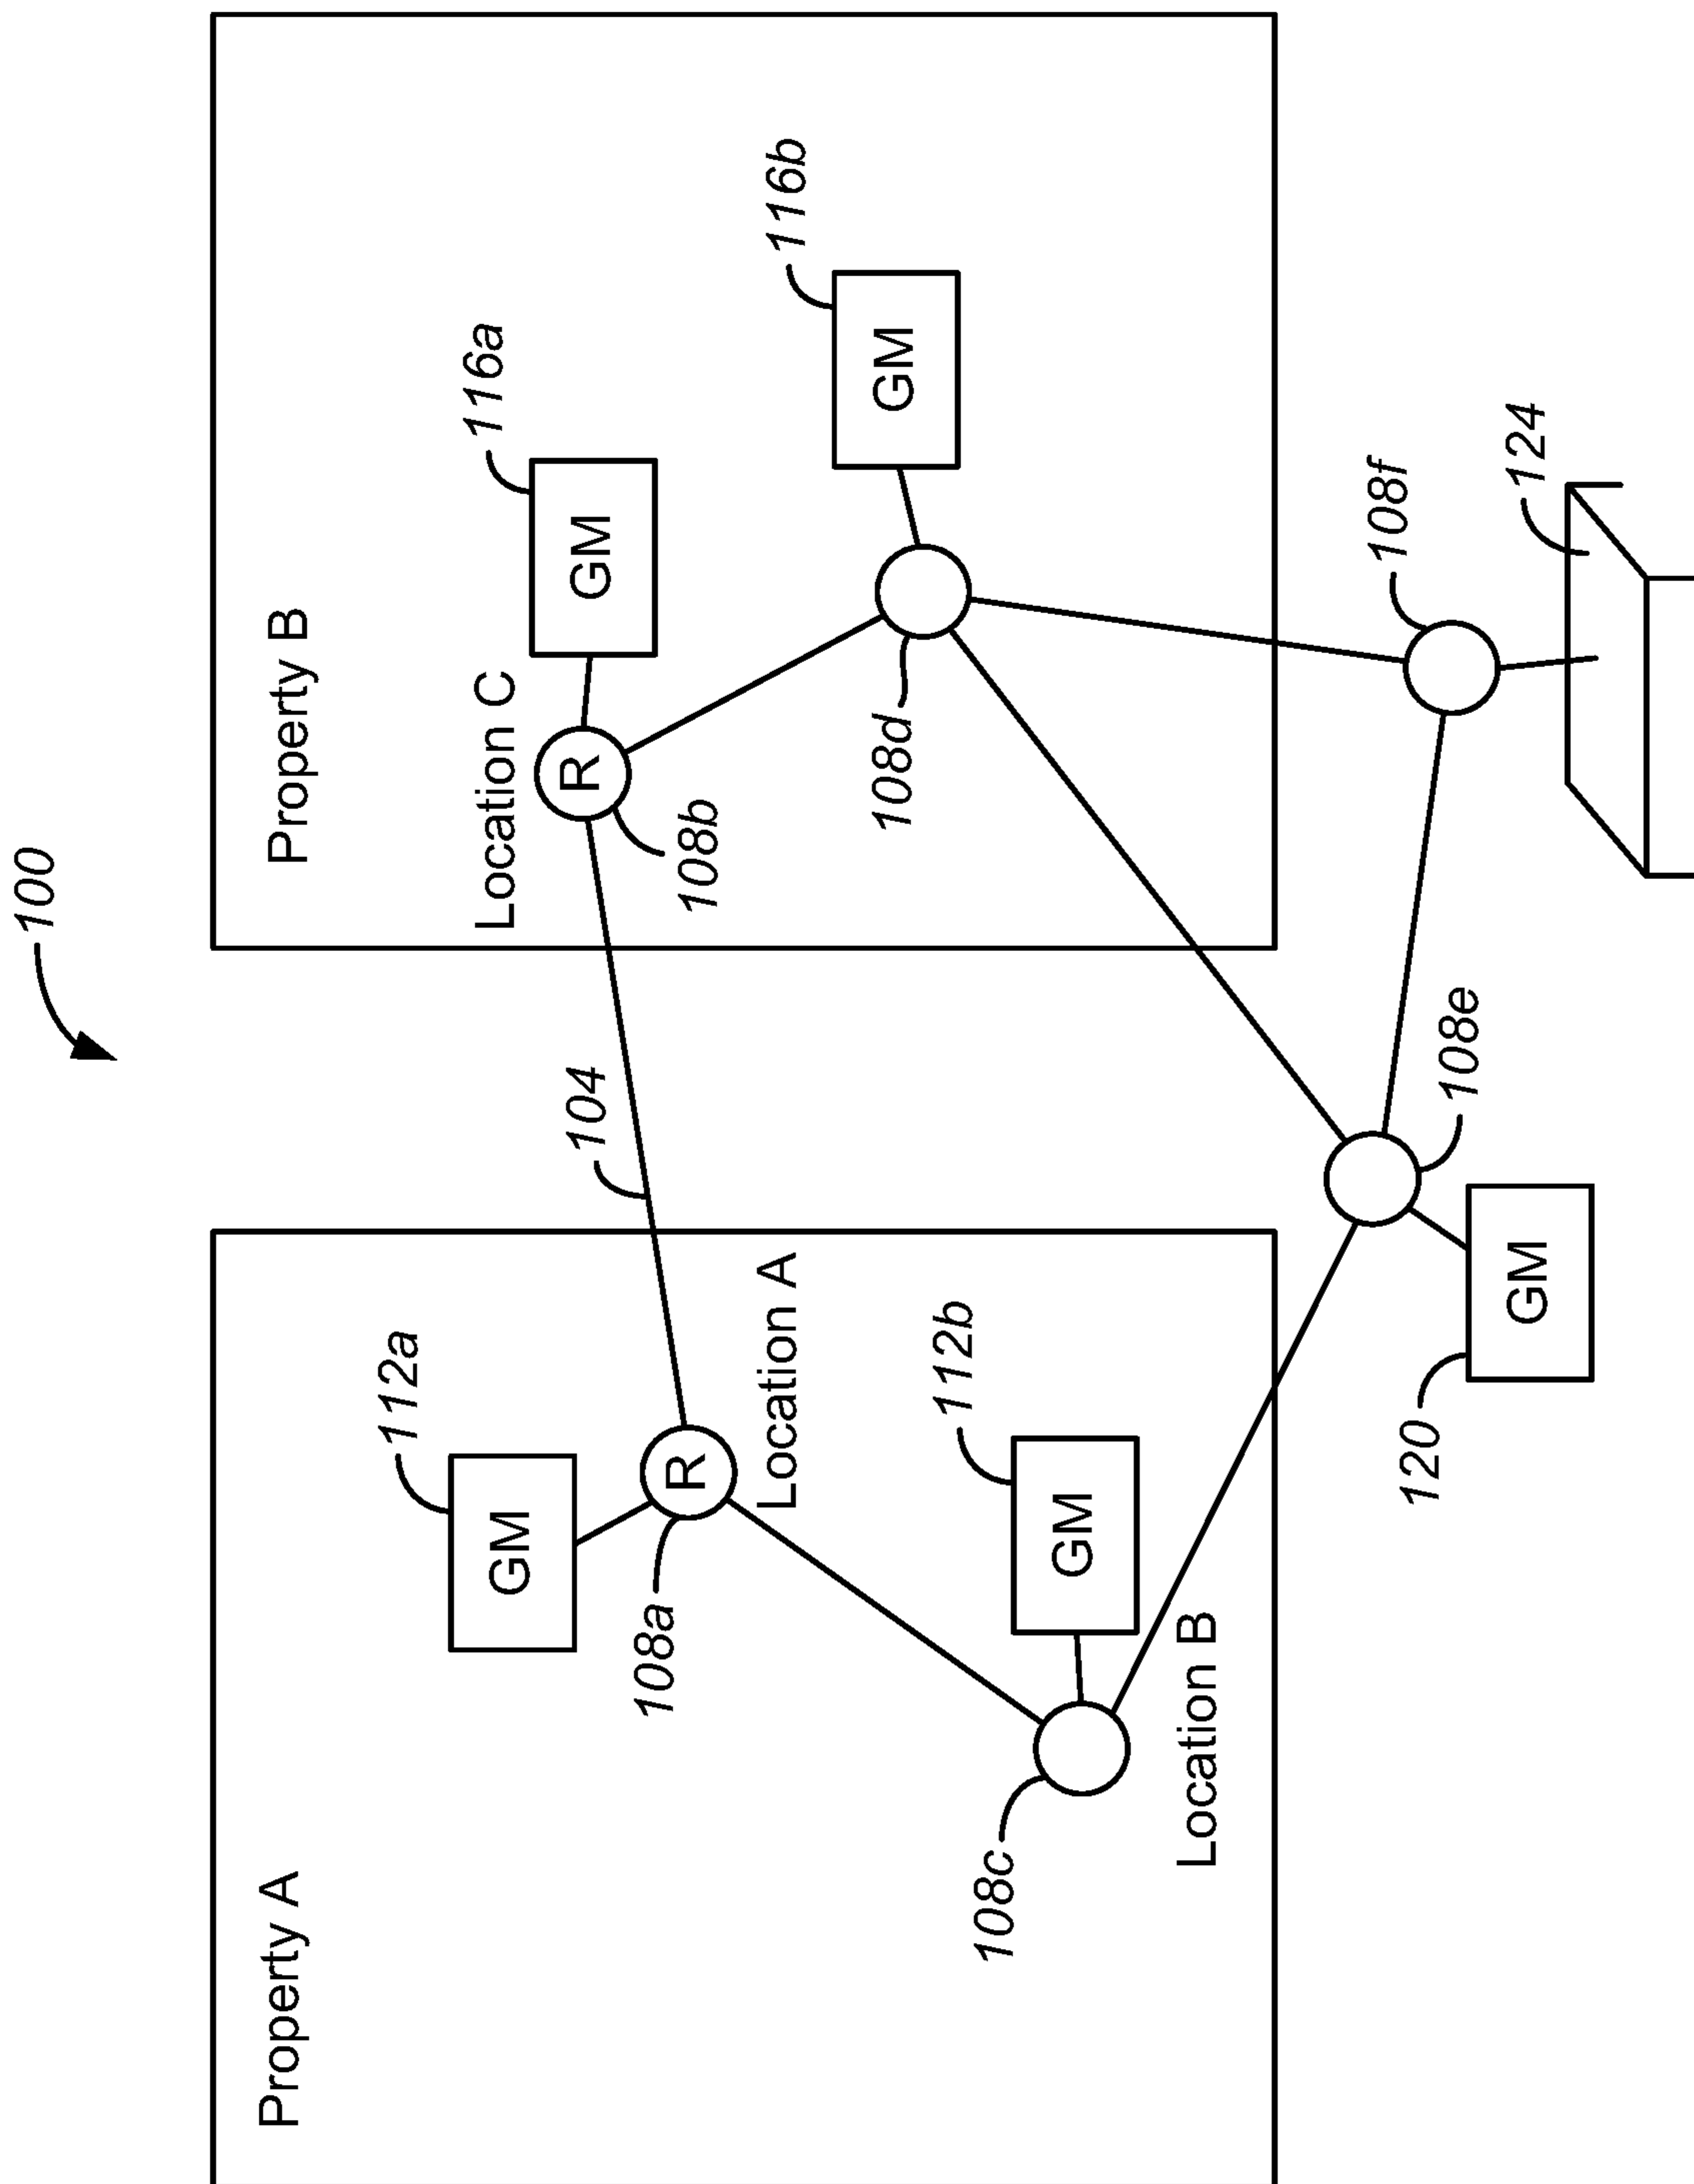 100
Property A
Property B
112a
GM
108a
R
Location A
104
Location C
R
108b
116a
GM
116b
GM
108d
112b
GM
108c
Location B
108e
120
GM
108f
124